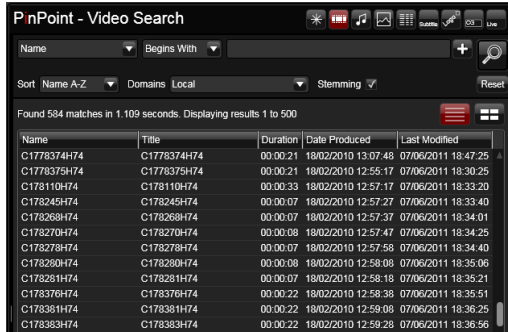 PinPoint - Video Search
Subtitle CG Live
Name Begins With +
Sort Name A-Z Domains Local Stemming Reset
Found 584 matches in 1.109 seconds. Displaying results 1 to 500
Name Title Duration Date Produced Last Modified
C1778374H74 C1778374H74 00:00:21 18/02/2010 13:07:48 07/06/2011 18:47:25
C1778375H74 C1778375H74 00:00:21 18/02/2010 12:55:17 07/06/2011 18:30:25
C178110H74 C178110H74 00:00:33 18/02/2010 12:57:17 07/06/2011 18:33:20
C178245H74 C178245H74 00:00:07 18/02/2010 12:57:27 07/06/2011 18:33:40
C178268H74 C178268H74 00:00:07 18/02/2010 12:57:37 07/06/2011 18:34:01
C178270H74 C178270H74 00:00:08 18/02/2010 12:57:47 07/06/2011 18:34:25
C178278H74 C178278H74 00:00:07 18/02/2010 12:57:58 07/06/2011 18:34:40
C178280H74 C178280H74 00:00:08 18/02/2010 12:58:08 07/06/2011 18:35:06
C178281H74 C178281H74 00:00:07 18/02/2010 12:58:18 07/06/2011 18:35:21
C178376H74 C178376H74 00:00:22 18/02/2010 12:58:38 07/06/2011 18:35:51
C178381H74 C178381H74 00:00:22 18/02/2010 12:59:08 07/06/2011 18:36:25
C178383H74 C178383H74 00:00:22 18/02/2010 12:59:28 07/06/2011 18:36:56